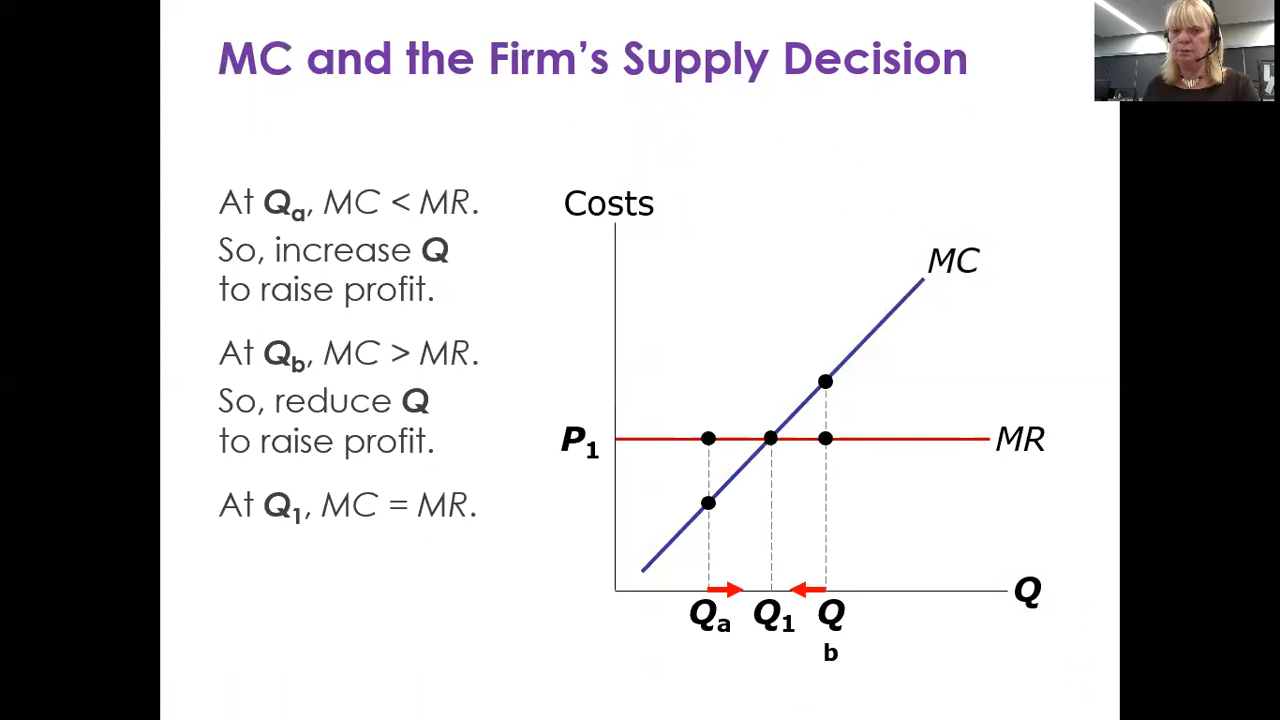 MC and the Firm’s Supply Decision
At Qa, MC < MR.
So, increase Q
to raise profit.
At Qb, MC > MR.
So, reduce Q
to raise profit.
At Q1, MC = MR.
Costs
MC
P1
MR
Q
Qa
Q1
Q
b